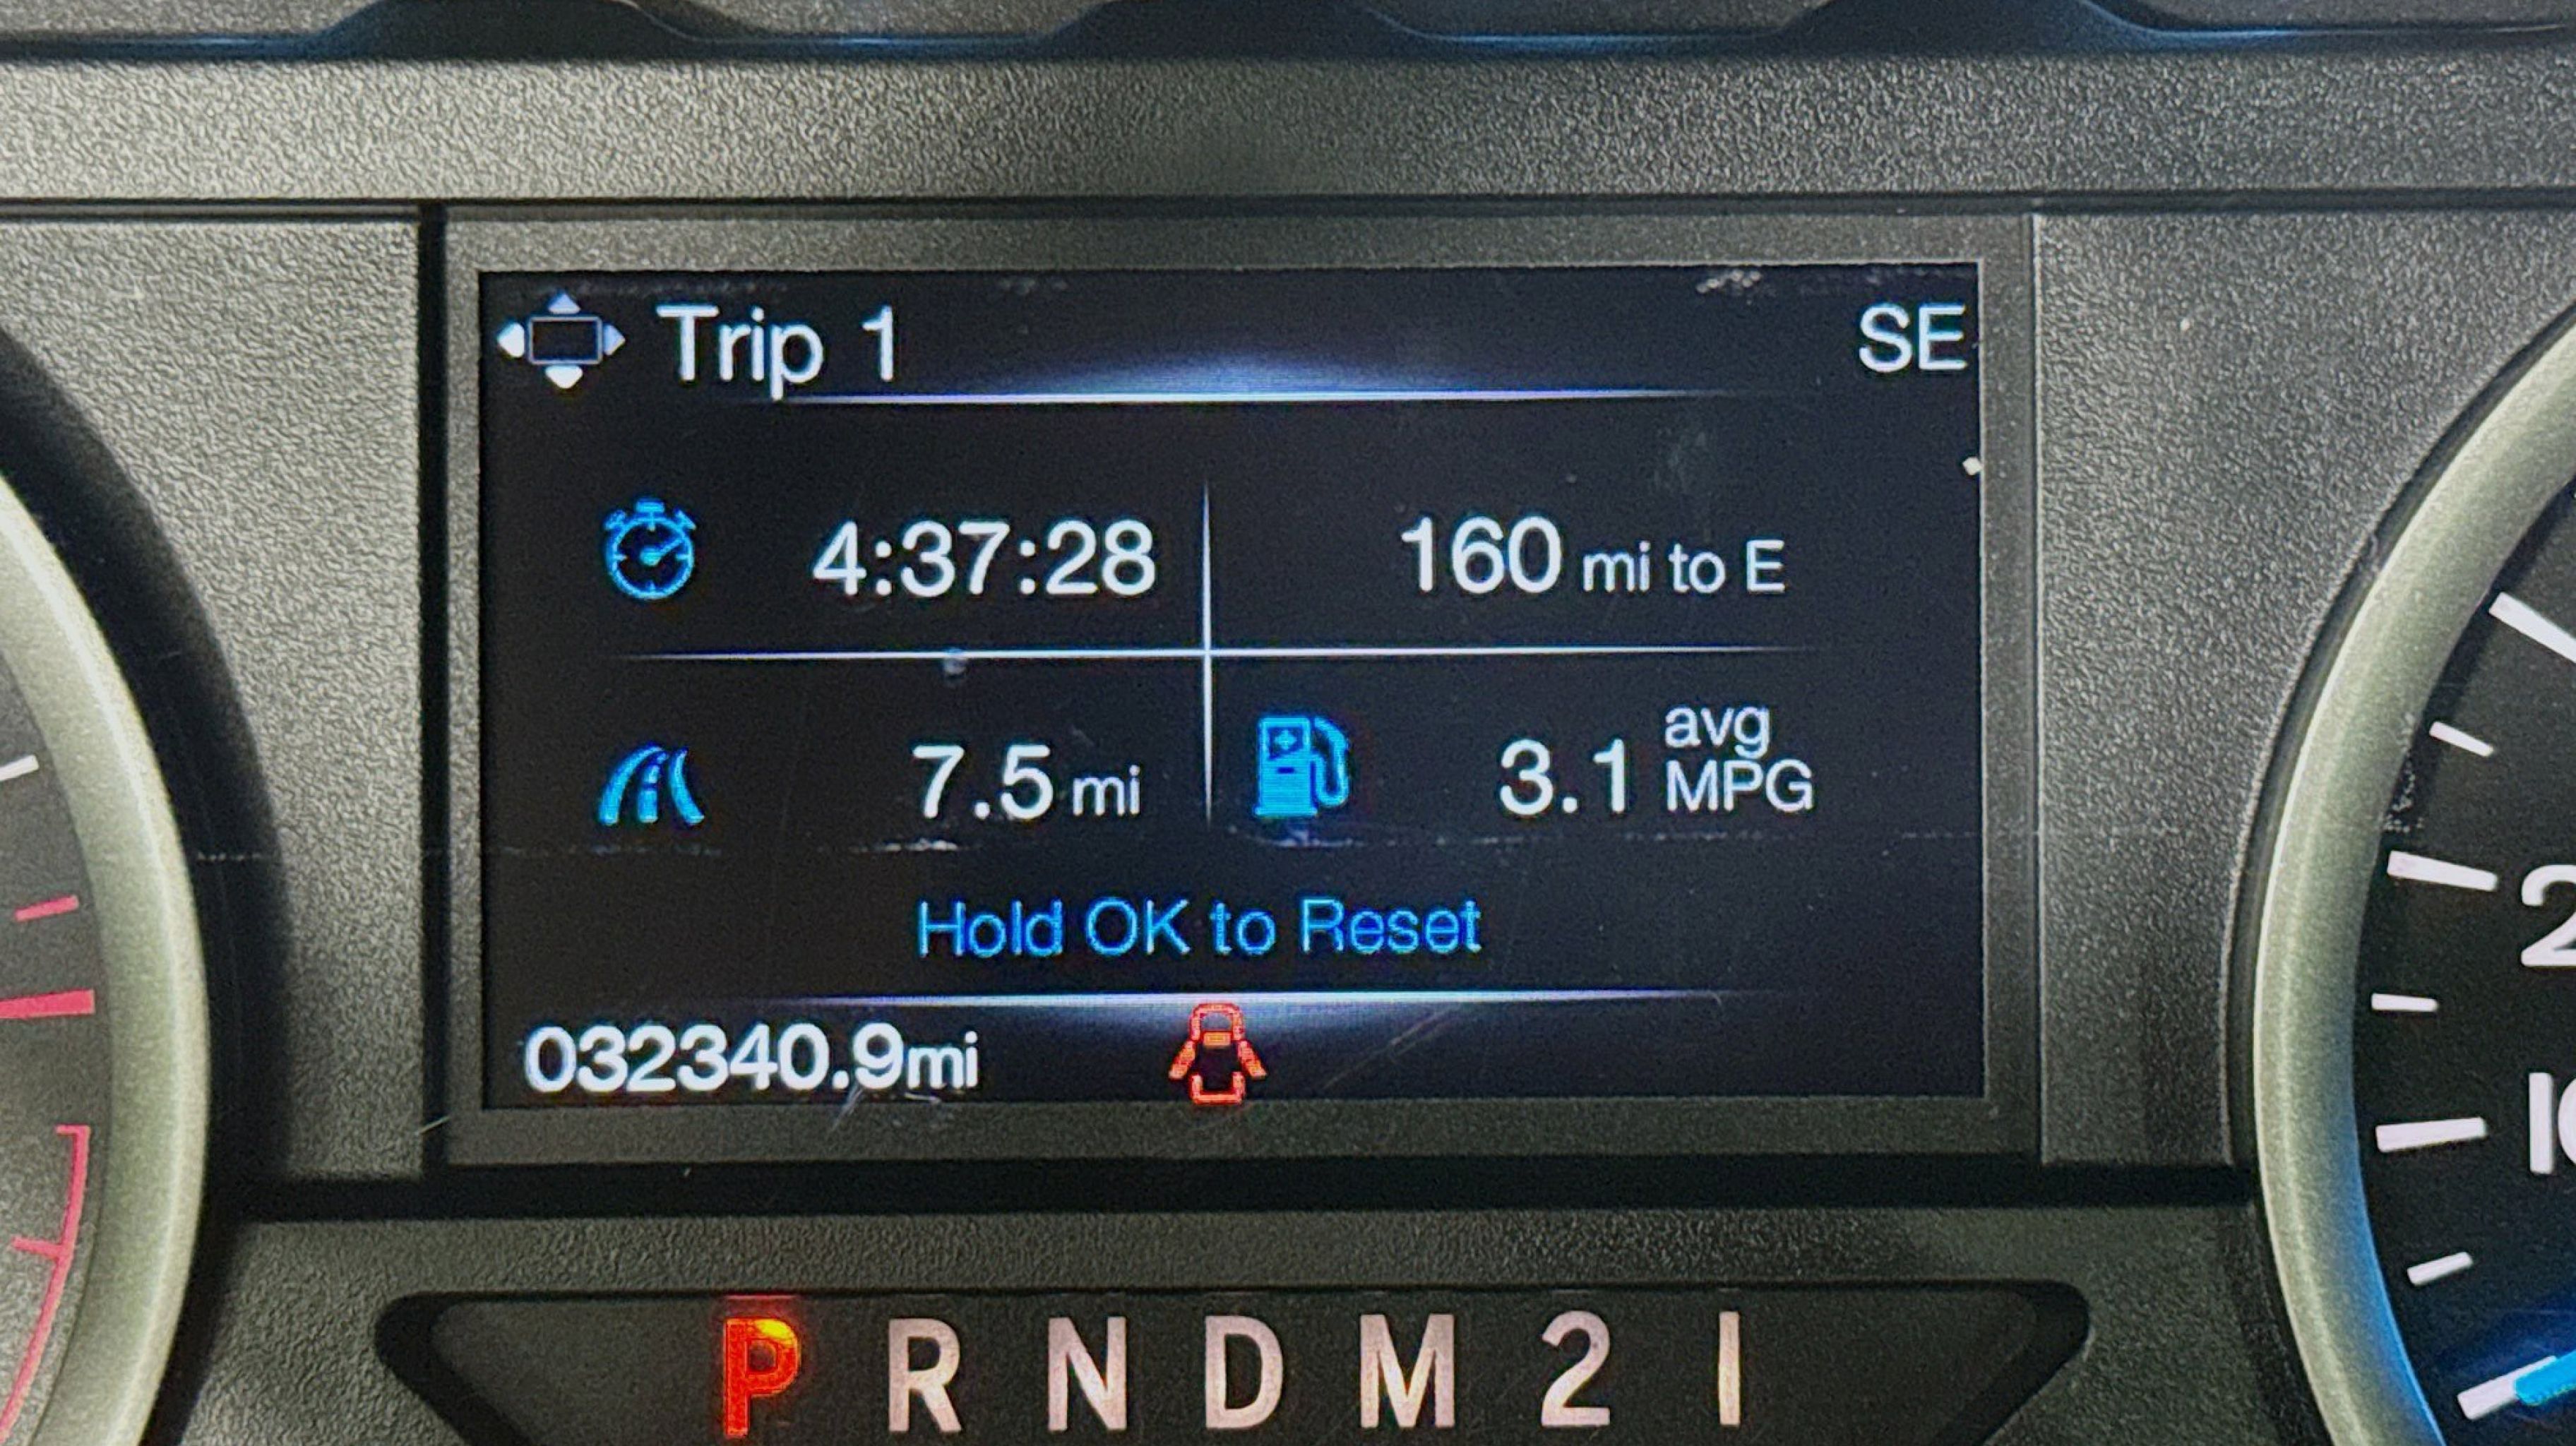 Trip 1 SE
4:37:28 160 mi to E
7.5 mi 3.1 avg MPG
Hold OK to Reset
032340.9mi
P R N D M 2 1